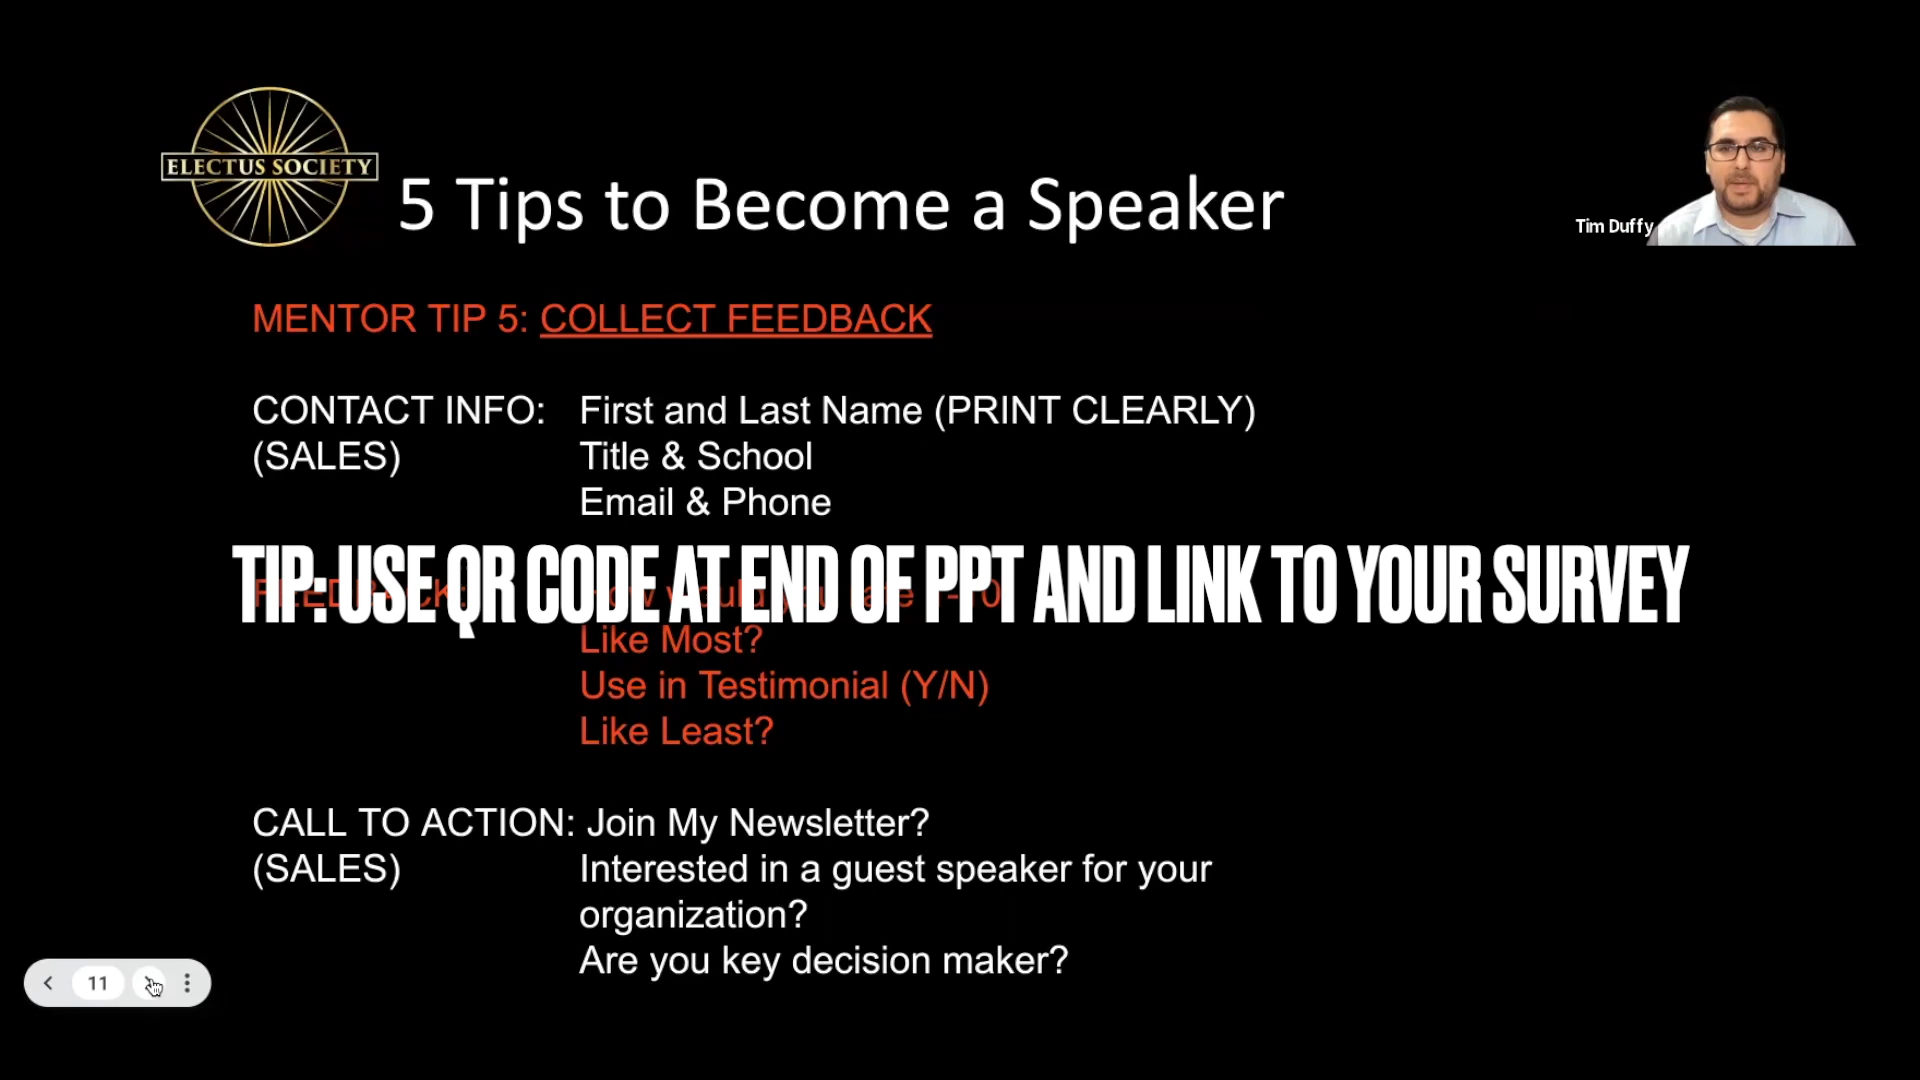 ELECTUS SOCIETY
5 Tips to Become a Speaker
Tim Duffy
MENTOR TIP 5: COLLECT FEEDBACK
CONTACT INFO: First and Last Name (PRINT CLEARLY)
(SALES) Title & School
Email & Phone
TIP: USE QR CODE AT END OF PPT AND LINK TO YOUR SURVEY
Like Most?
Use in Testimonial (Y/N)
Like Least?
CALL TO ACTION: Join My Newsletter?
(SALES) Interested in a guest speaker for your
organization?
Are you key decision maker?
11